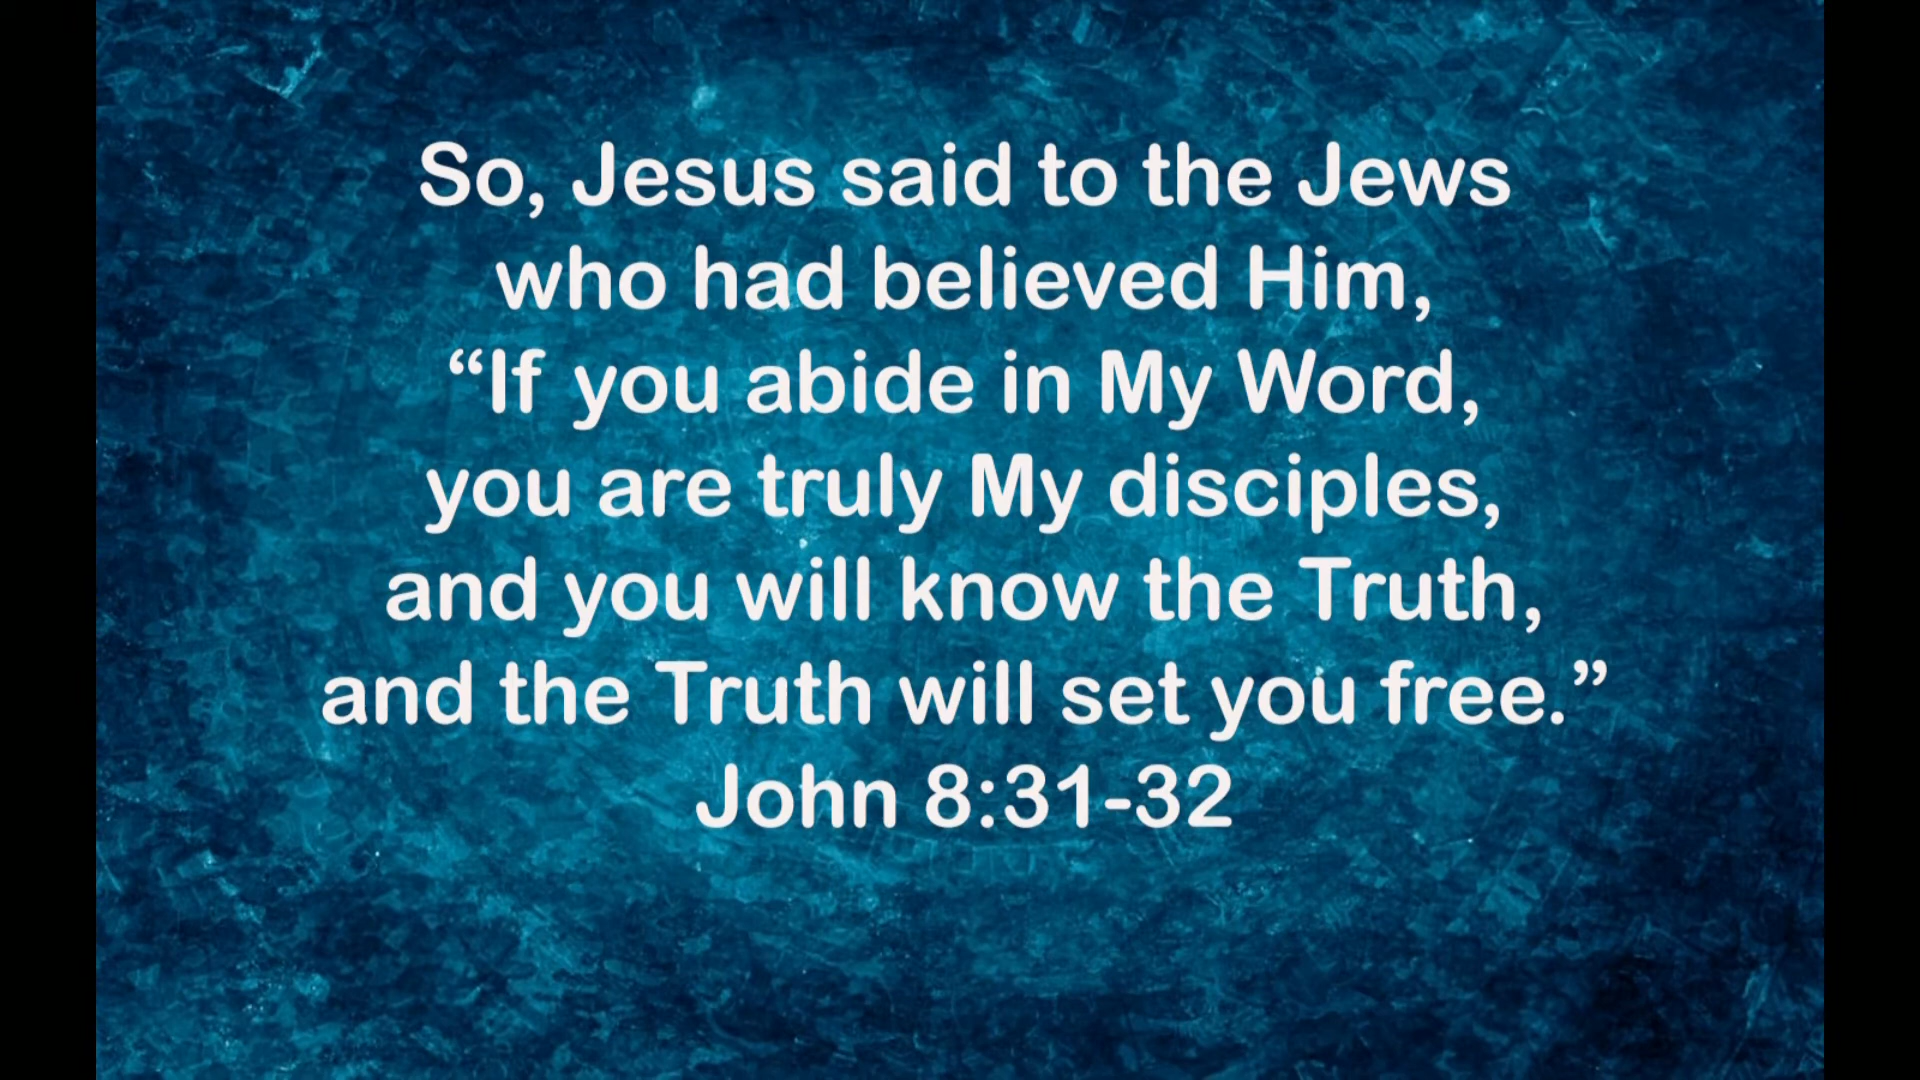 So, Jesus said to the Jews
who had believed Him,
“If you abide in My Word,
you are truly My disciples,
and you will know the Truth,
and the Truth will set you free.”
John 8:31-32